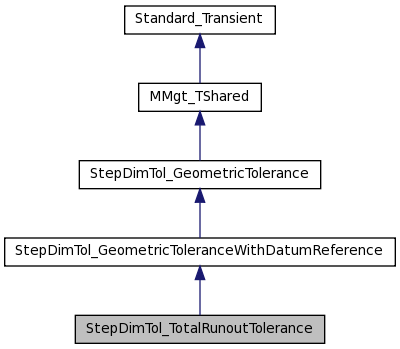 Standard_Transient
MMgt_TShared
StepDimTol_GeometricTolerance
StepDimTol_GeometricToleranceWithDatumReference
StepDimTol_TotalRunoutTolerance